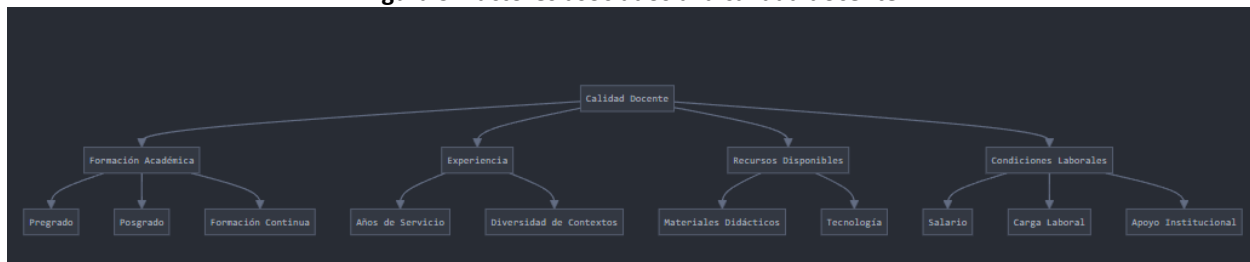 Calidad Docente
Formación Académica
Experiencia
Recursos Disponibles
Condiciones Laborales
Pregrado
Posgrado
Formación Continua
Años de Servicio
Diversidad de Contextos
Materiales Didácticos
Tecnología
Salario
Carga Laboral
Apoyo Institucional